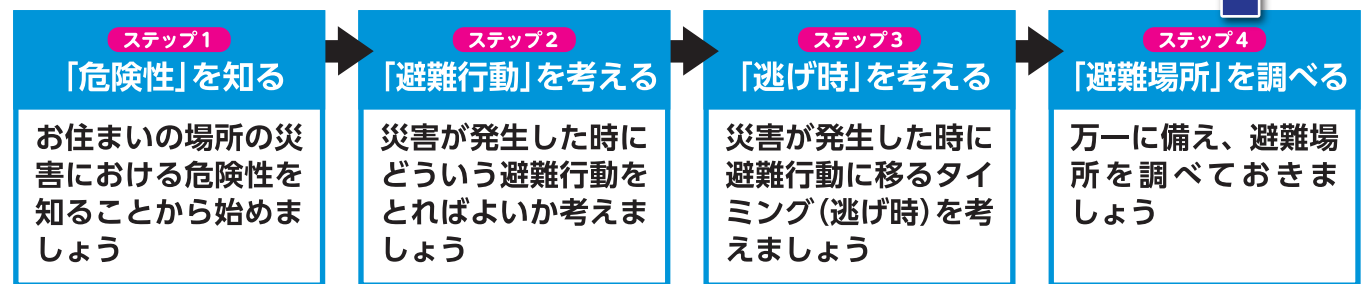 ステップ1
「危険性」を知る
お住まいの場所の災
害における危険性を
知ることから始めま
しょう
ステップ2
「避難行動」を考える
災害が発生した時に
どういう避難行動を
とればよいか考えま
しょう
ステップ3
「逃げ時」を考える
災害が発生した時に
避難行動に移るタイ
ミング(逃げ時)を考
えましょう
ステップ4
「避難場所」を調べる
万一に備え、避難場
所を調べておきま
しょう